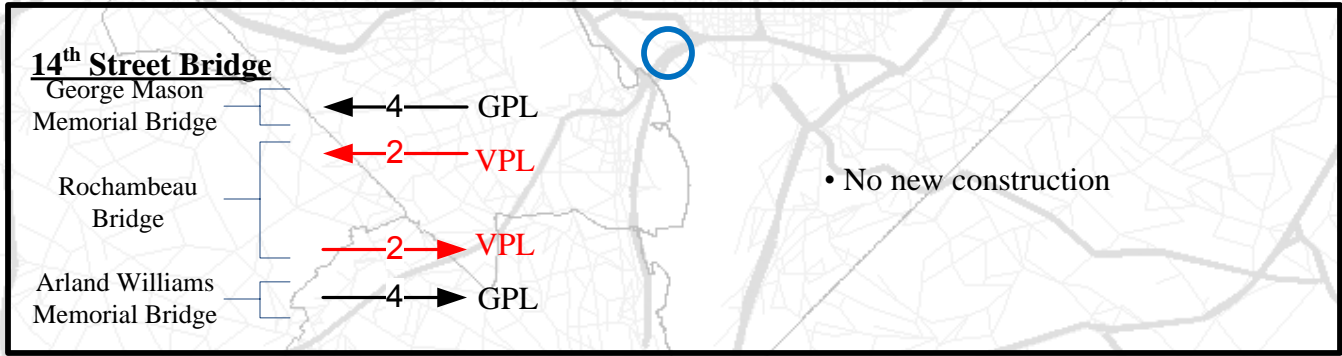 14th Street Bridge
George Mason
Memorial Bridge
4 GPL
2 VPL
Rochambeau
Bridge
• No new construction
2 VPL
Arland Williams
Memorial Bridge
4 GPL